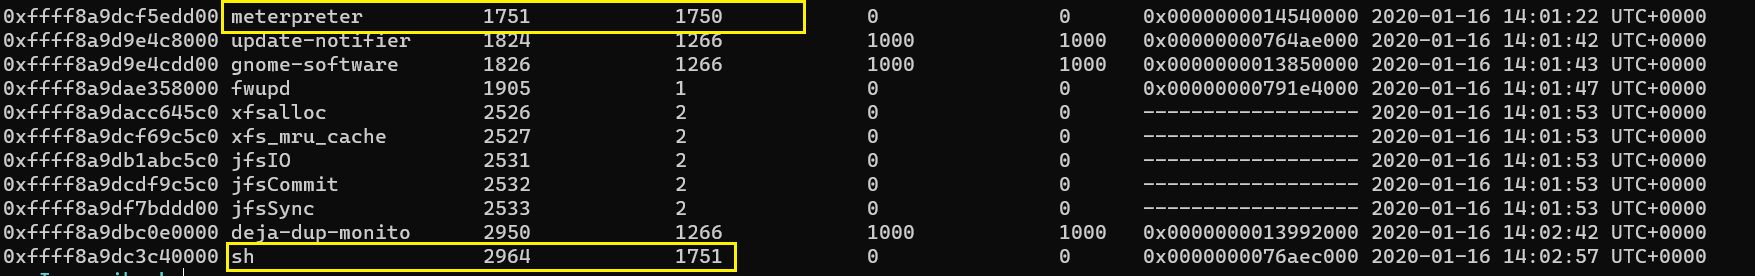 0xffff8a9dcf5edd00 meterpreter 1751 1750 0 0 0x0000000014540000 2020-01-16 14:01:22 UTC+0000
0xffff8a9d9e4c8000 update-notifier 1824 1266 1000 1000 0x00000000764ae000 2020-01-16 14:01:42 UTC+0000
0xffff8a9d9e4cdd00 gnome-software 1826 1266 1000 1000 0x0000000013850000 2020-01-16 14:01:43 UTC+0000
0xffff8a9dae358000 fwupd 1905 1 0 0 0x00000000791e4000 2020-01-16 14:01:47 UTC+0000
0xffff8a9dacc645c0 xfsalloc 2526 2 0 0 ------------------ 2020-01-16 14:01:53 UTC+0000
0xffff8a9dcf69c5c0 xfs_mru_cache 2527 2 0 0 ------------------ 2020-01-16 14:01:53 UTC+0000
0xffff8a9db1abc5c0 jfsIO 2531 2 0 0 ------------------ 2020-01-16 14:01:53 UTC+0000
0xffff8a9dcdf9c5c0 jfsCommit 2532 2 0 0 ------------------ 2020-01-16 14:01:53 UTC+0000
0xffff8a9df7bddd00 jfsSync 2533 2 0 0 ------------------ 2020-01-16 14:01:53 UTC+0000
0xffff8a9dbc0e0000 deja-dup-monito 2950 1266 1000 1000 0x0000000013992000 2020-01-16 14:02:42 UTC+0000
0xffff8a9dc3c40000 sh 2964 1751 0 0 0x0000000076aec000 2020-01-16 14:02:57 UTC+0000